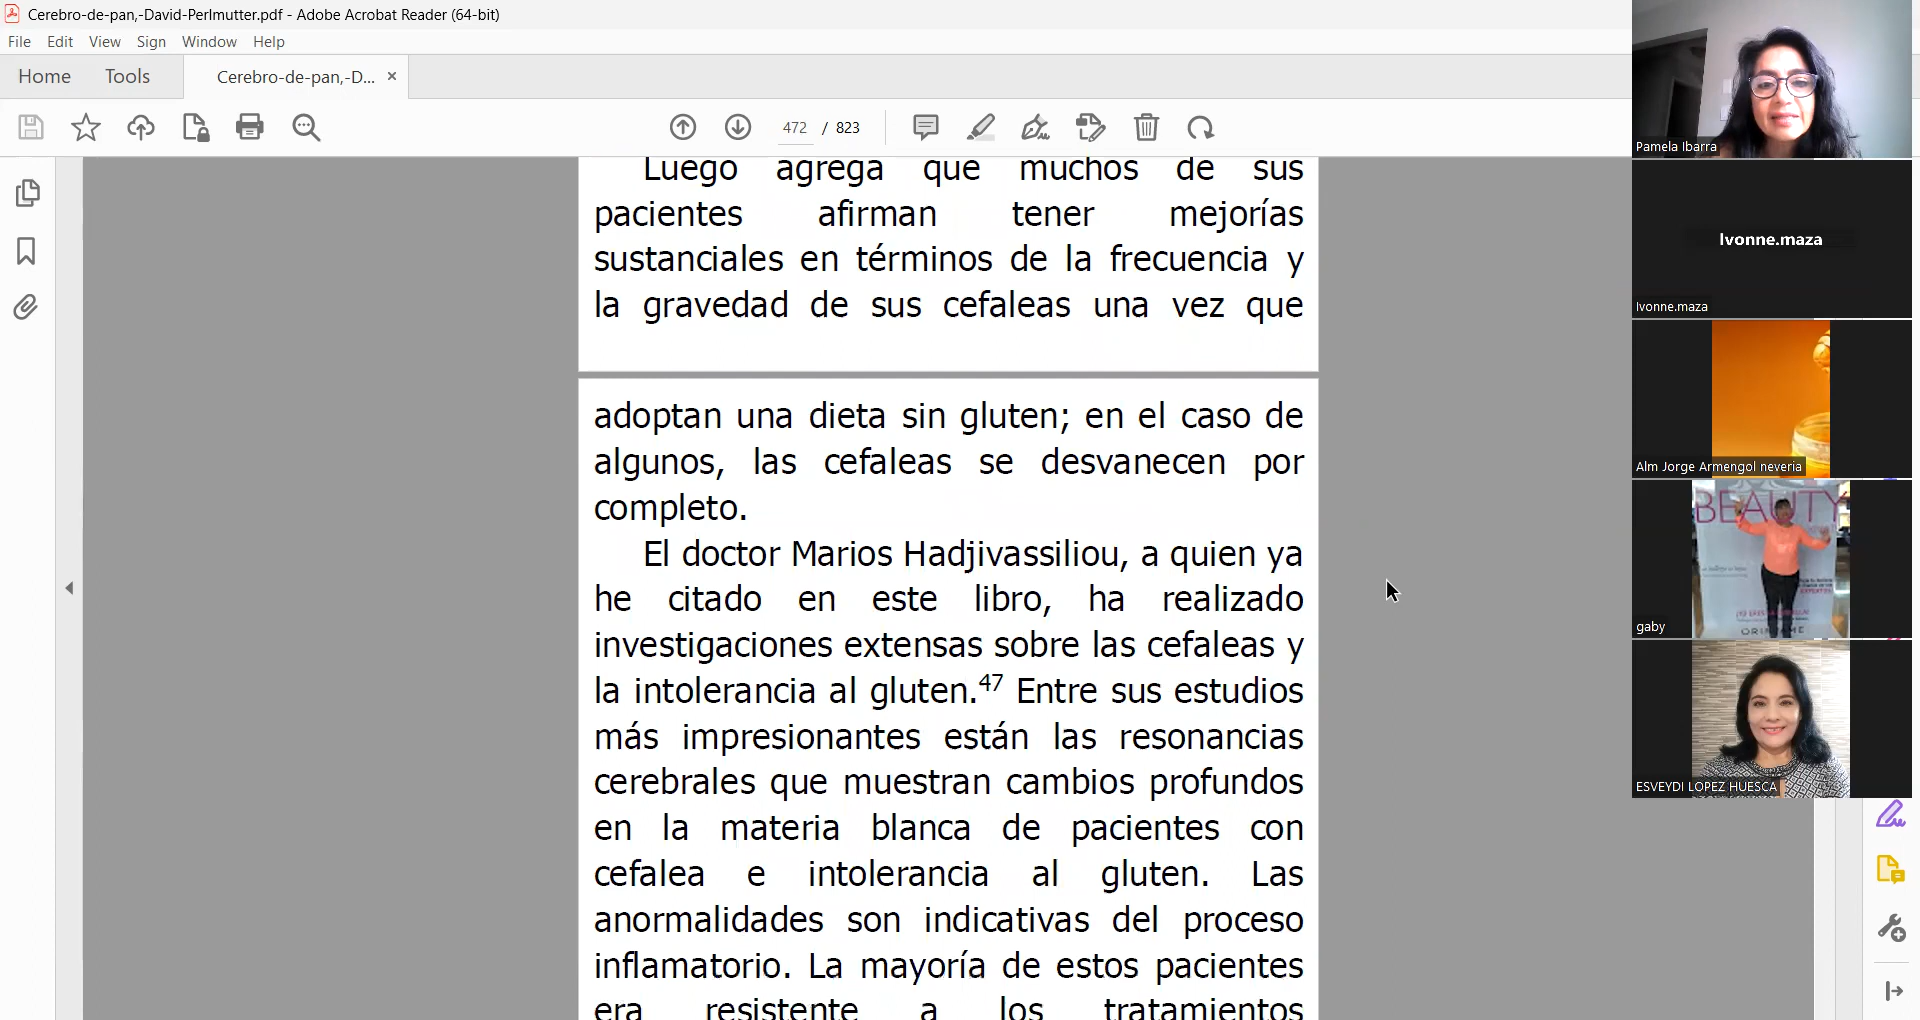 Cerebro-de-pan,-David-Perlmutter.pdf - Adobe Acrobat Reader (64-bit)
File Edit View Sign Window Help
Home Tools Cerebro-de-pan,-D... ×
472 / 823
Luego agrega que muchos de sus
pacientes afirman tener mejorías
sustanciales en términos de la frecuencia y
la gravedad de sus cefaleas una vez que
adoptan una dieta sin gluten; en el caso de
algunos, las cefaleas se desvanecen por
completo.
El doctor Marios Hadjivassiliou, a quien ya
he citado en este libro, ha realizado
investigaciones extensas sobre las cefaleas y
la intolerancia al gluten.47 Entre sus estudios
más impresionantes están las resonancias
cerebrales que muestran cambios profundos
en la materia blanca de pacientes con
cefalea e intolerancia al gluten. Las
anormalidades son indicativas del proceso
inflamatorio. La mayoría de estos pacientes
era resistente a los tratamientos
Pamela Ibarra
Ivonne.maza
Ivonne.maza
Alm Jorge Armengol neveria
BEAUTY
gaby
ESVEYDI LOPEZ HUESCA